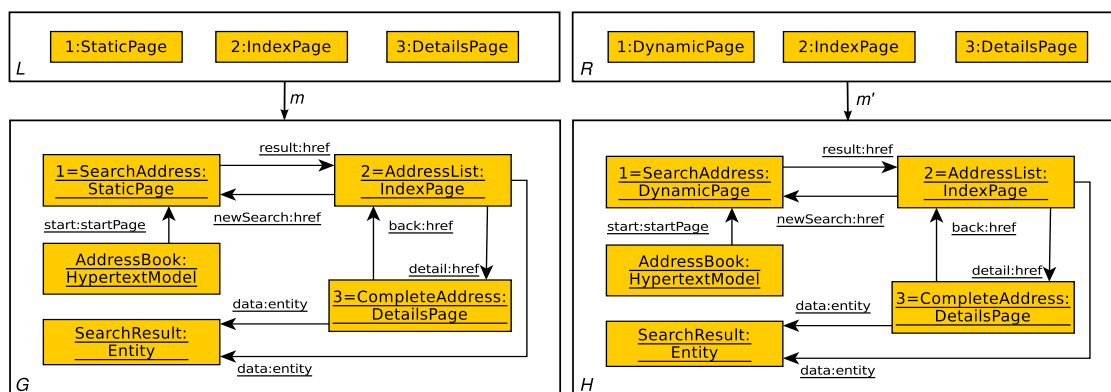 1:StaticPage
2:IndexPage
3:DetailsPage
L
m
1=SearchAddress:
StaticPage
result:href
2=AddressList:
IndexPage
newSearch:href
start:startPage
back:href
AddressBook:
HypertextModel
detail:href
3=CompleteAddress:
DetailsPage
data:entity
SearchResult:
Entity
data:entity
G
1:DynamicPage
2:IndexPage
3:DetailsPage
R
m'
1=SearchAddress:
DynamicPage
result:href
2=AddressList:
IndexPage
newSearch:href
start:startPage
back:href
AddressBook:
HypertextModel
detail:href
3=CompleteAddress:
DetailsPage
data:entity
SearchResult:
Entity
data:entity
H